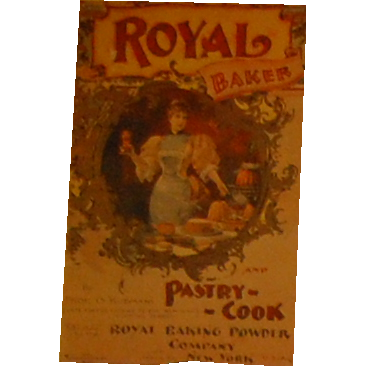 ROYAL
BAKER
AND
PASTRY-
-COOK
ROYAL BAKING POWDER
COMPANY
NEW YORK